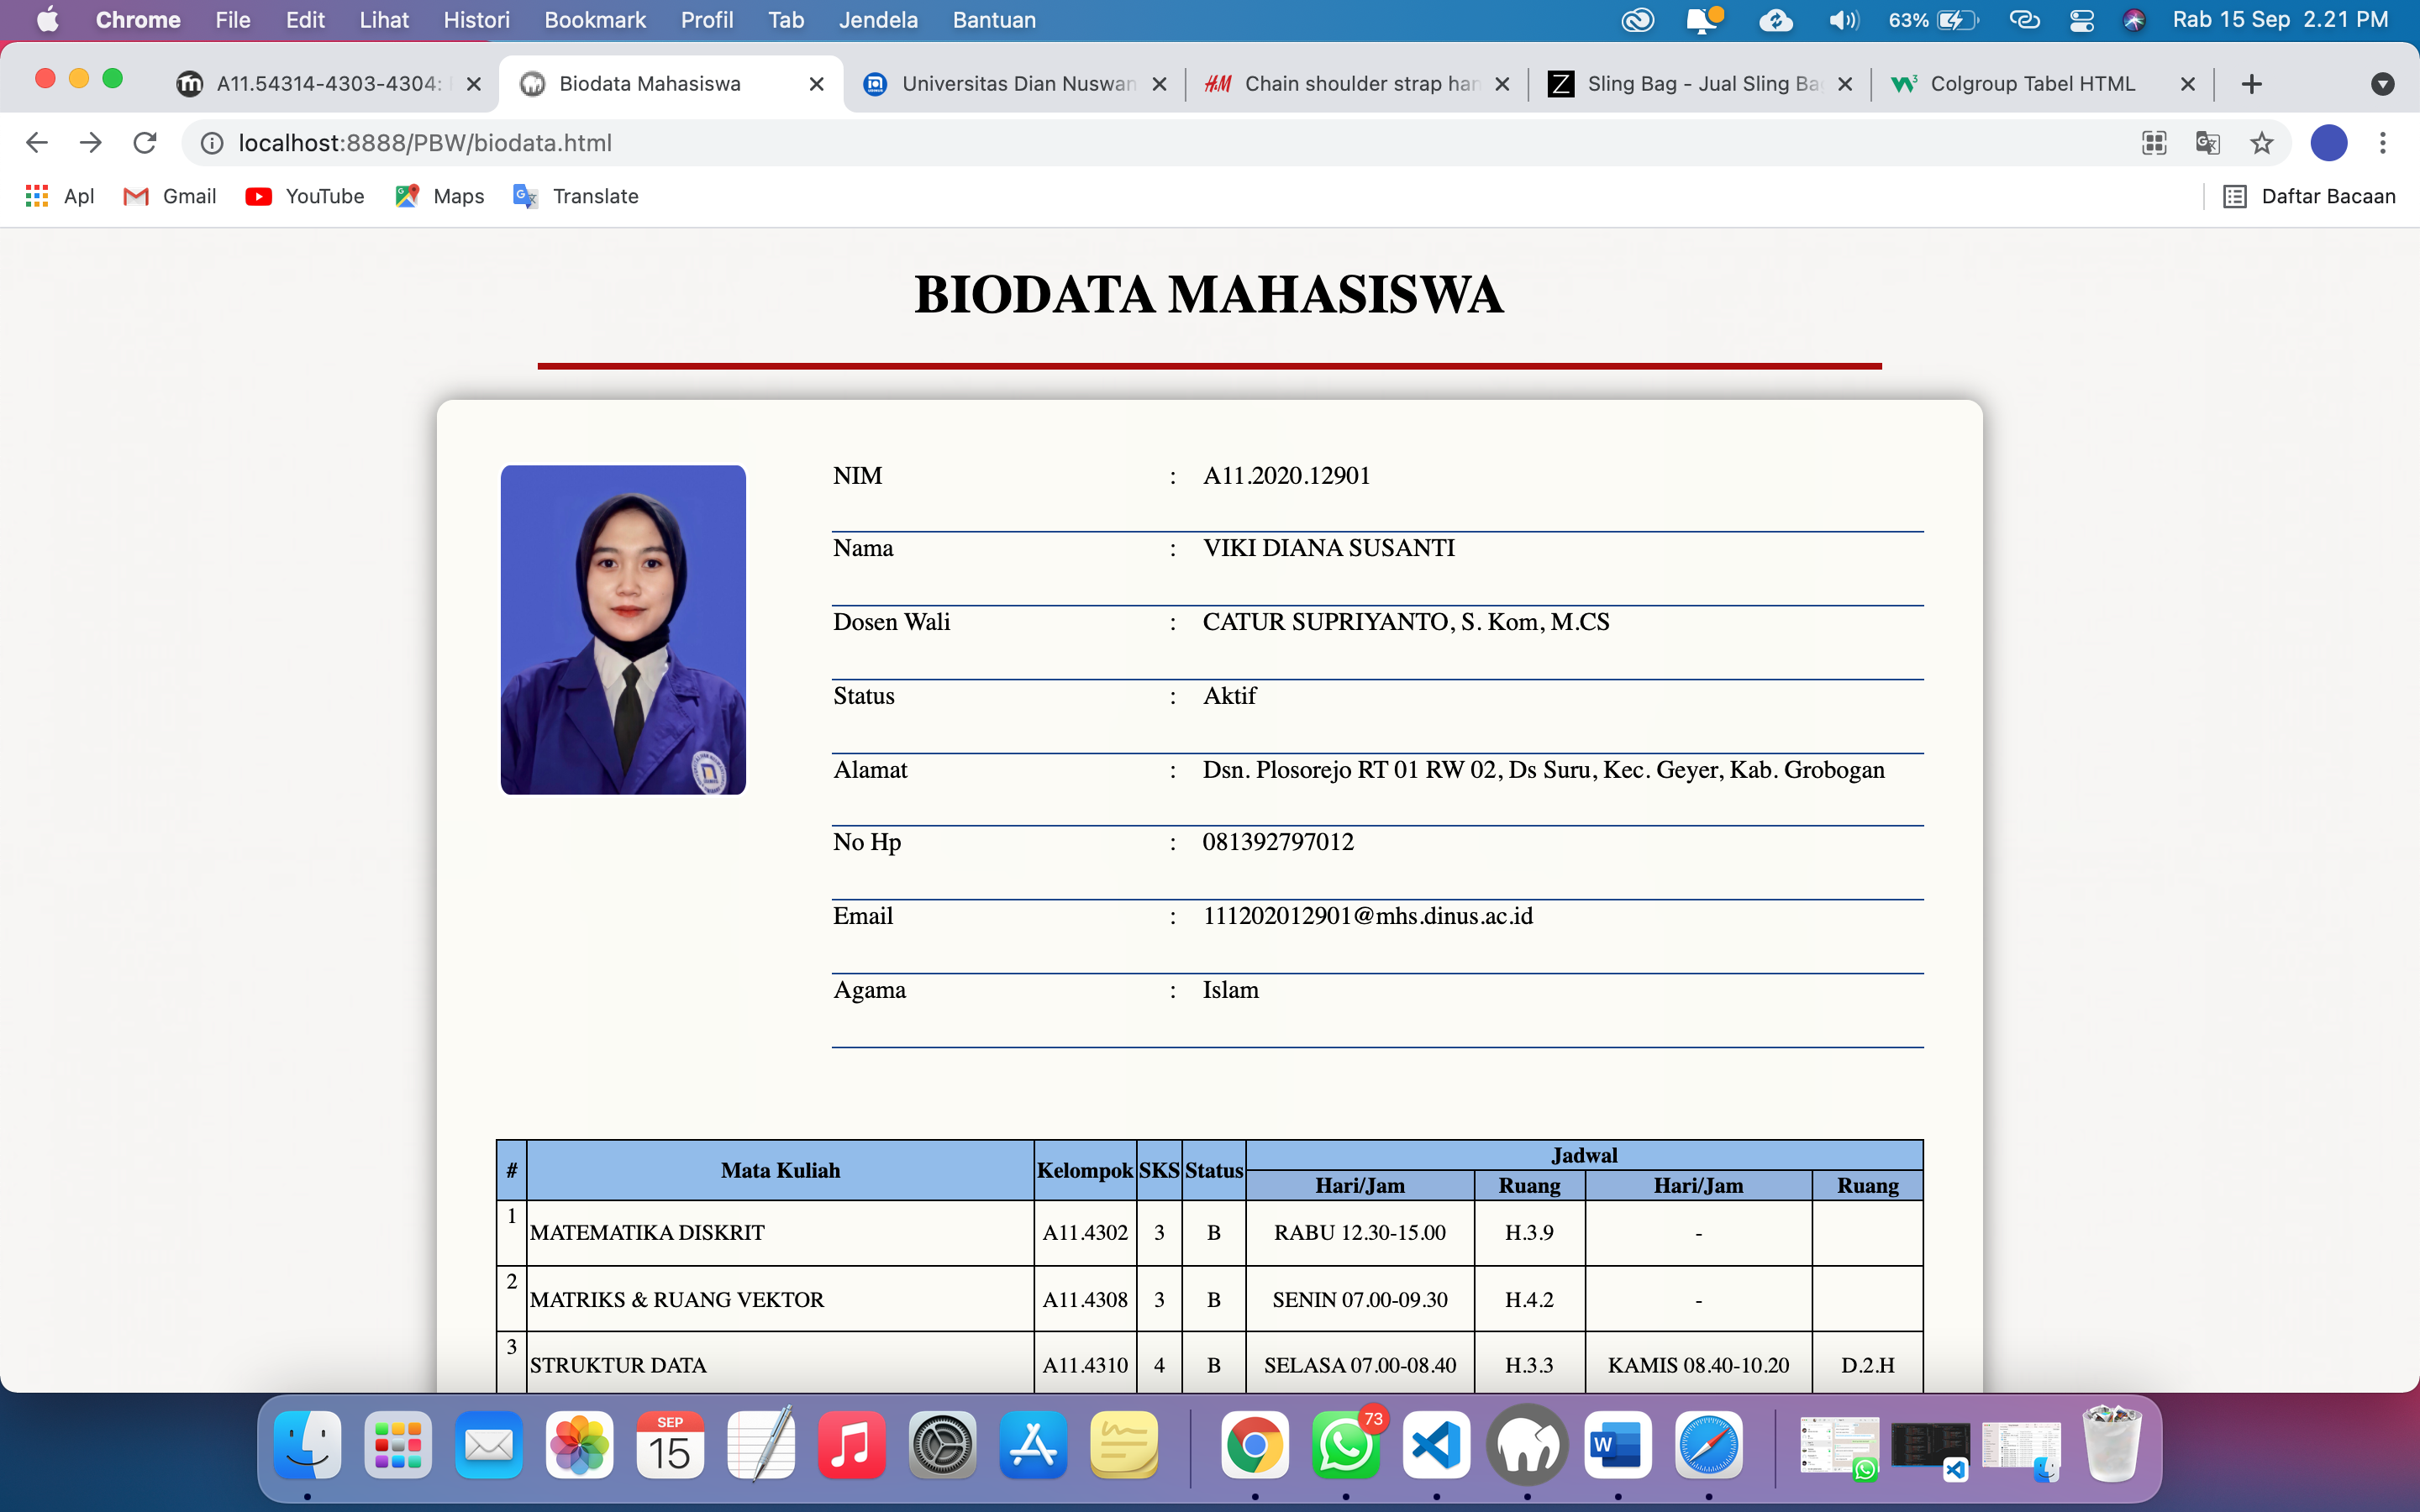 Chrome File Edit Lihat Histori Bookmark Profil Tab Jendela Bantuan 63% Rab 15 Sep 2.21 PM
A11.54314-4303-4304: Biodata Mahasiswa Universitas Dian Nuswan Chain shoulder strap han Sling Bag - Jual Sling Ba Colgroup Tabel HTML
localhost:8888/PBW/biodata.html
Apl Gmail YouTube Maps Translate Daftar Bacaan
BIODATA MAHASISWA
NIM : A11.2020.12901
Nama : VIKI DIANA SUSANTI
Dosen Wali : CATUR SUPRIYANTO, S. Kom, M.CS
Status : Aktif
Alamat : Dsn. Plosorejo RT 01 RW 02, Ds Suru, Kec. Geyer, Kab. Grobogan
No Hp : 081392797012
Email : 111202012901@mhs.dinus.ac.id
Agama : Islam
# Mata Kuliah Kelompok SKS Status Jadwal
Hari/Jam Ruang Hari/Jam Ruang
1 MATEMATIKA DISKRIT A11.4302 3 B RABU 12.30-15.00 H.3.9 -
2 MATRIKS & RUANG VEKTOR A11.4308 3 B SENIN 07.00-09.30 H.4.2 -
3 STRUKTUR DATA A11.4310 4 B SELASA 07.00-08.40 H.3.3 KAMIS 08.40-10.20 D.2.H
SEP
15
73
W